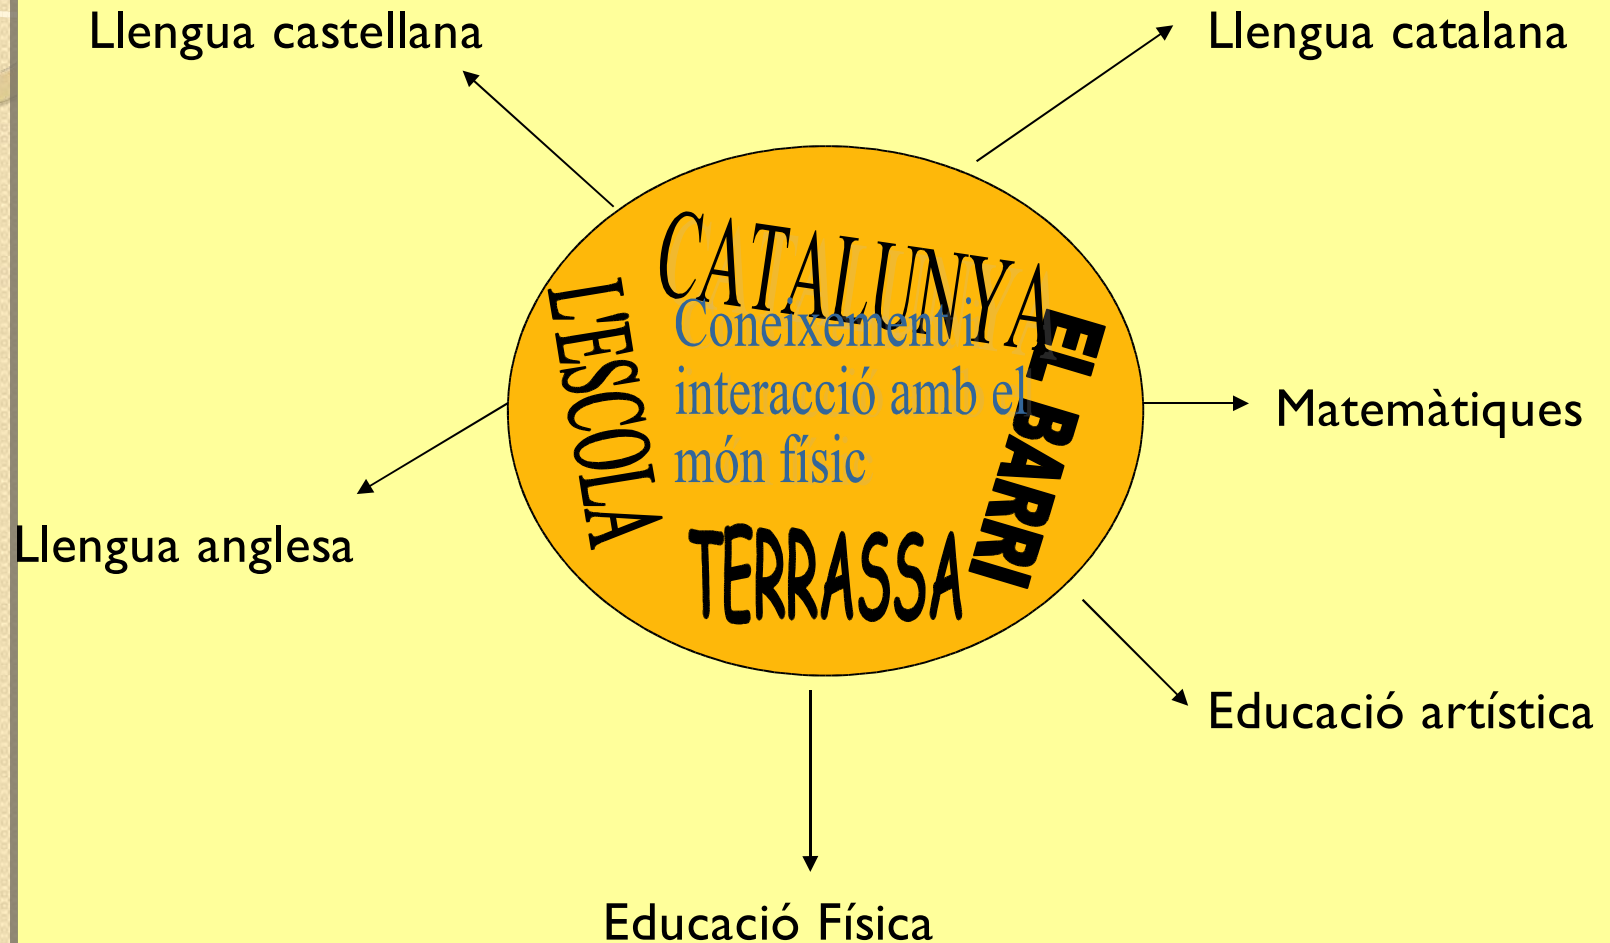 Llengua castellana
Llengua catalana
CATALUNYA
L'ESCOLA
Coneixement i
interacció amb el
món físic
EL BARRI
Matemàtiques
Llengua anglesa
TERRASSA
Educació artística
Educació Física